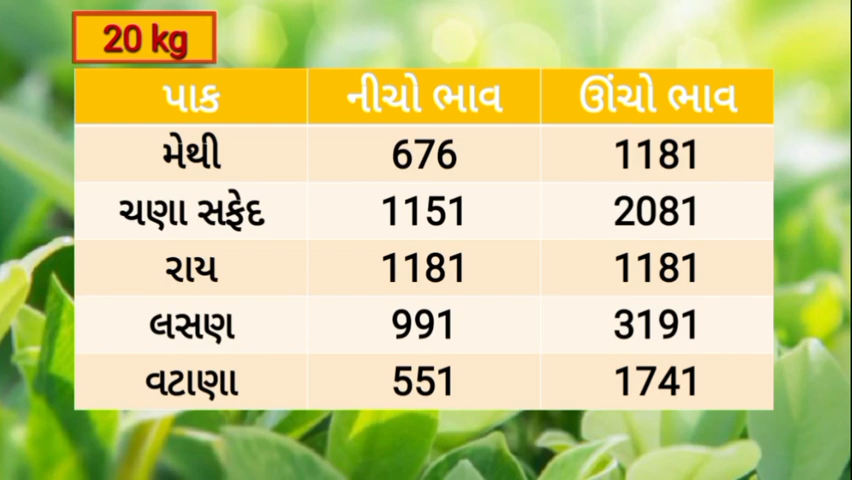 20 kg
પાક નીચો ભાવ ઊંચો ભાવ
મેથી 676 1181
ચણા સફેદ 1151 2081
રાય 1181 1181
લસણ 991 3191
વટાણા 551 1741